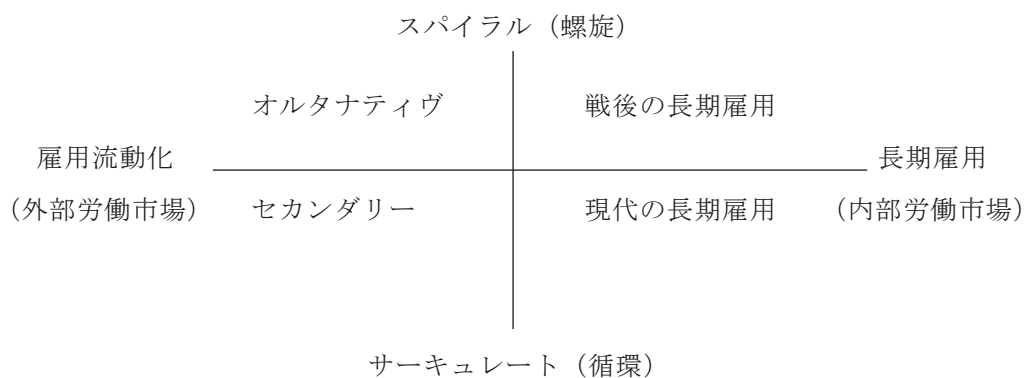 スパイラル（螺旋）
オルタナティヴ
戦後の長期雇用
雇用流動化
長期雇用
（外部労働市場）
セカンダリー
現代の長期雇用
（内部労働市場）
サーキュレート（循環）